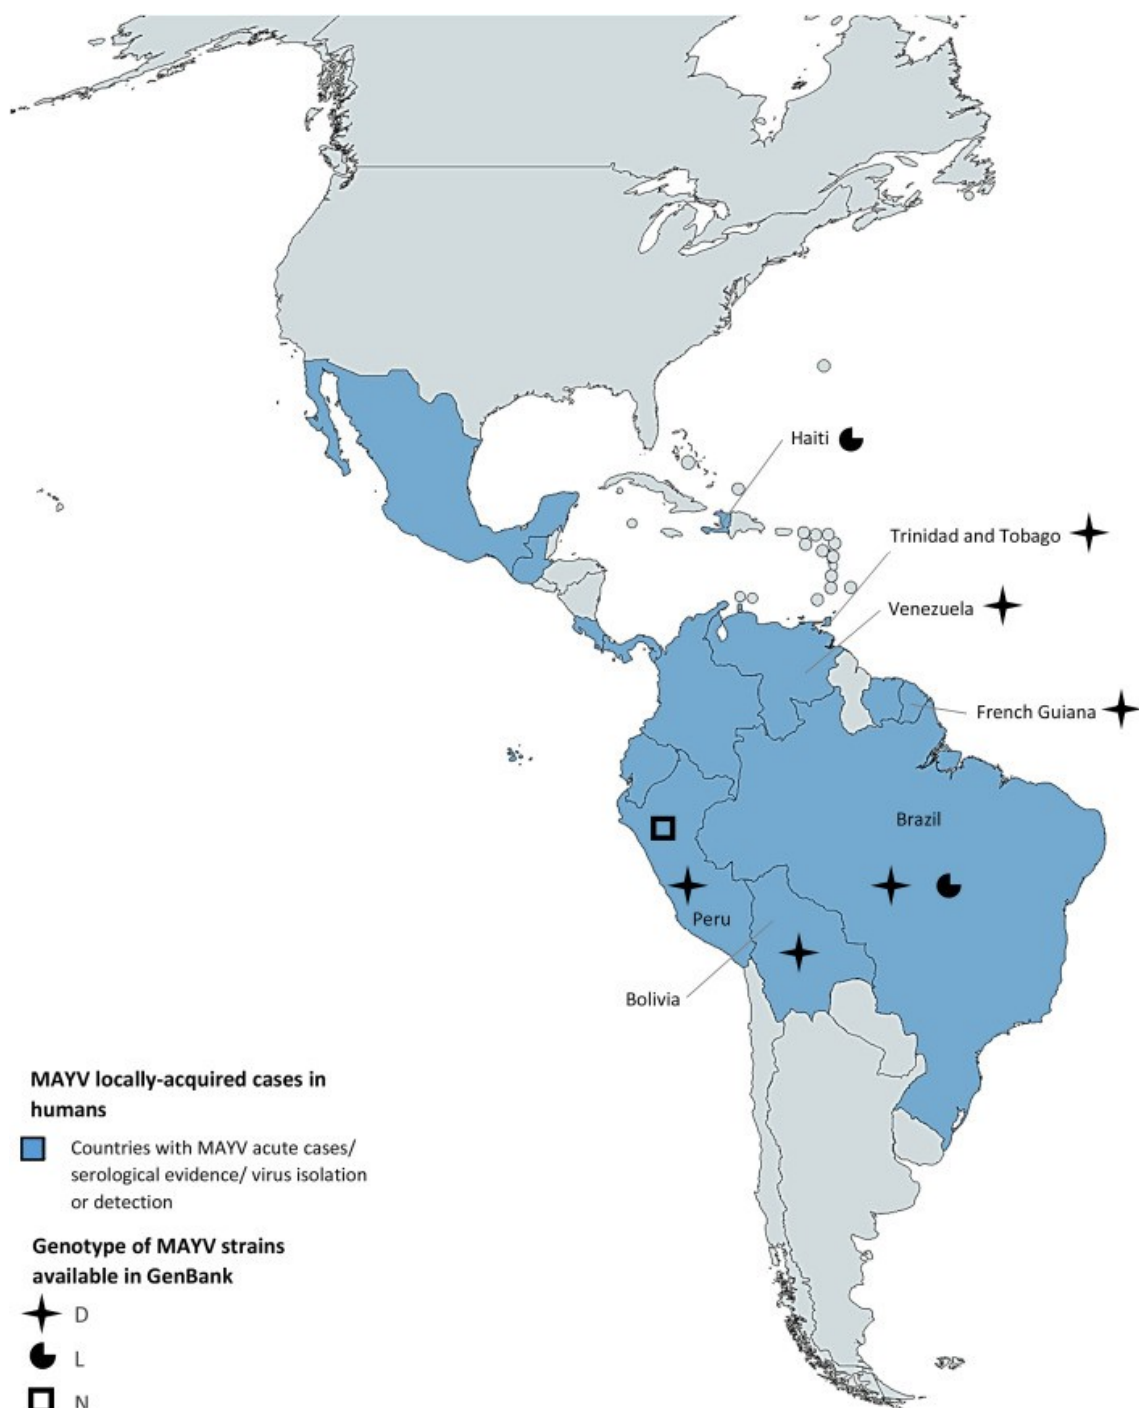 Haiti
Trinidad and Tobago
Venezuela
French Guiana
Brazil
Peru
Bolivia
MAYV locally-acquired cases in
humans
Countries with MAYV acute cases/
serological evidence/ virus isolation
or detection
Genotype of MAYV strains
available in GenBank
D
L
N